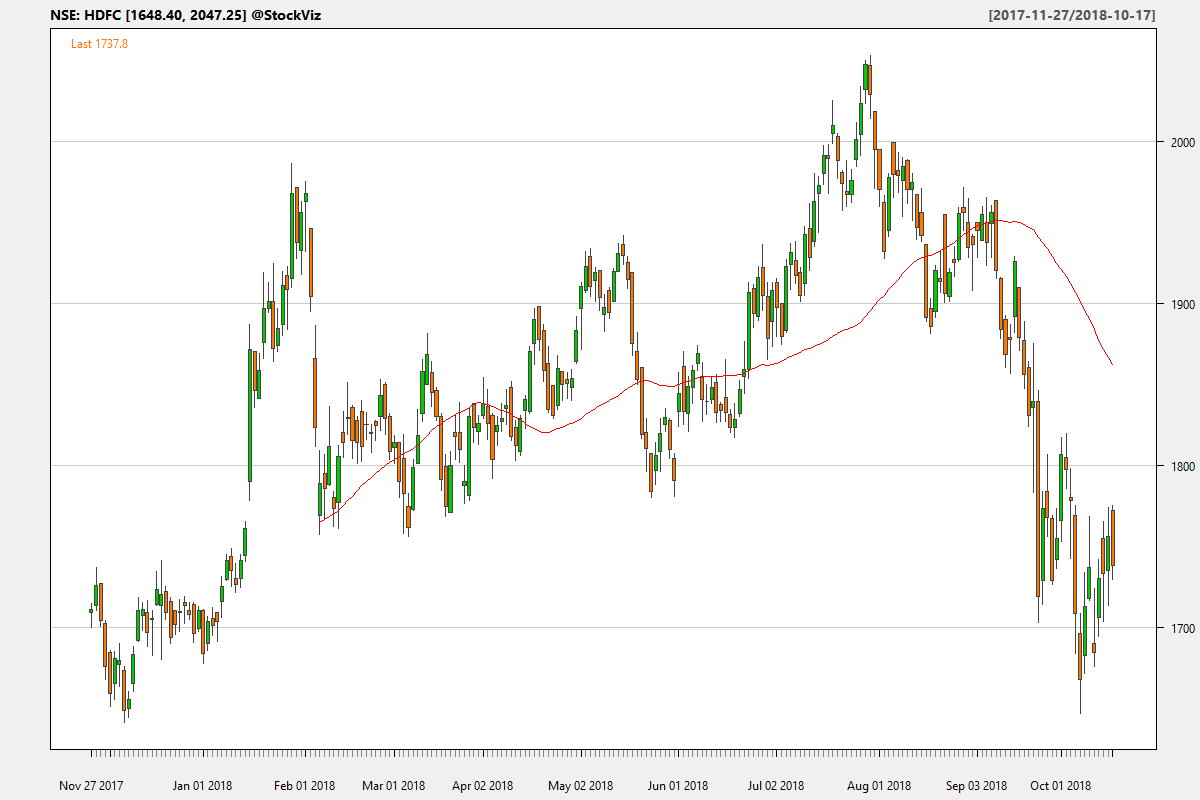 NSE: HDFC [1648.40, 2047.25] @StockViz [2017-11-27/2018-10-17]
Last 1737.8
2000
1900
1800
1700
Nov 27 2017 Jan 01 2018 Feb 01 2018 Mar 01 2018 Apr 02 2018 May 02 2018 Jun 01 2018 Jul 02 2018 Aug 01 2018 Sep 03 2018 Oct 01 2018